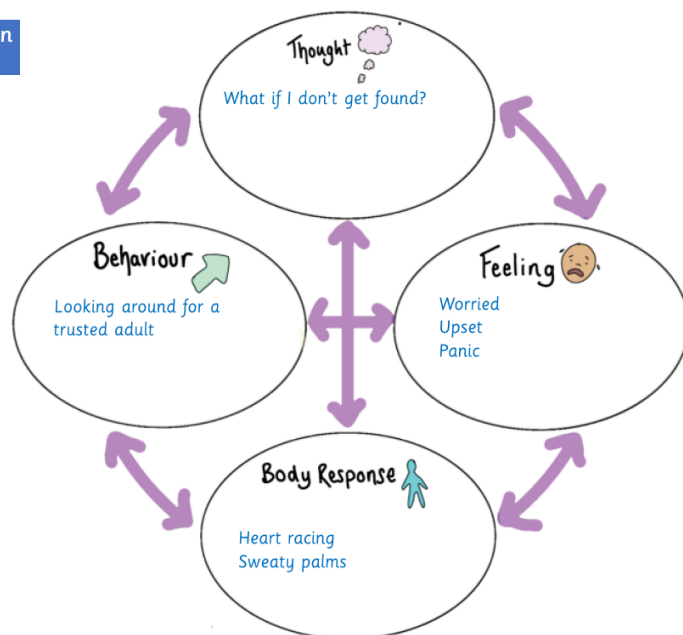 n
Thought
What if I don't get found?
Behaviour
Looking around for a
trusted adult
Feeling
Worried
Upset
Panic
Body Response
Heart racing
Sweaty palms